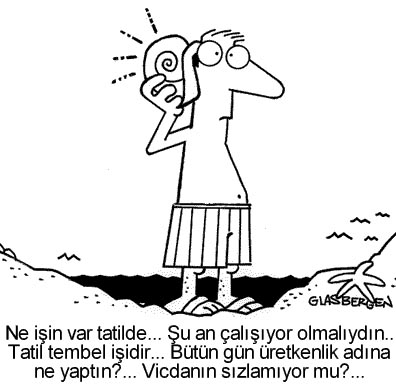 GLASBERGEN
Ne işin var tatilde... Şu an çalışıyor olmalıydın..
Tatil tembel işidir... Bütün gün üretkenlik adına
ne yaptın?... Vicdanın sızlamıyor mu?...